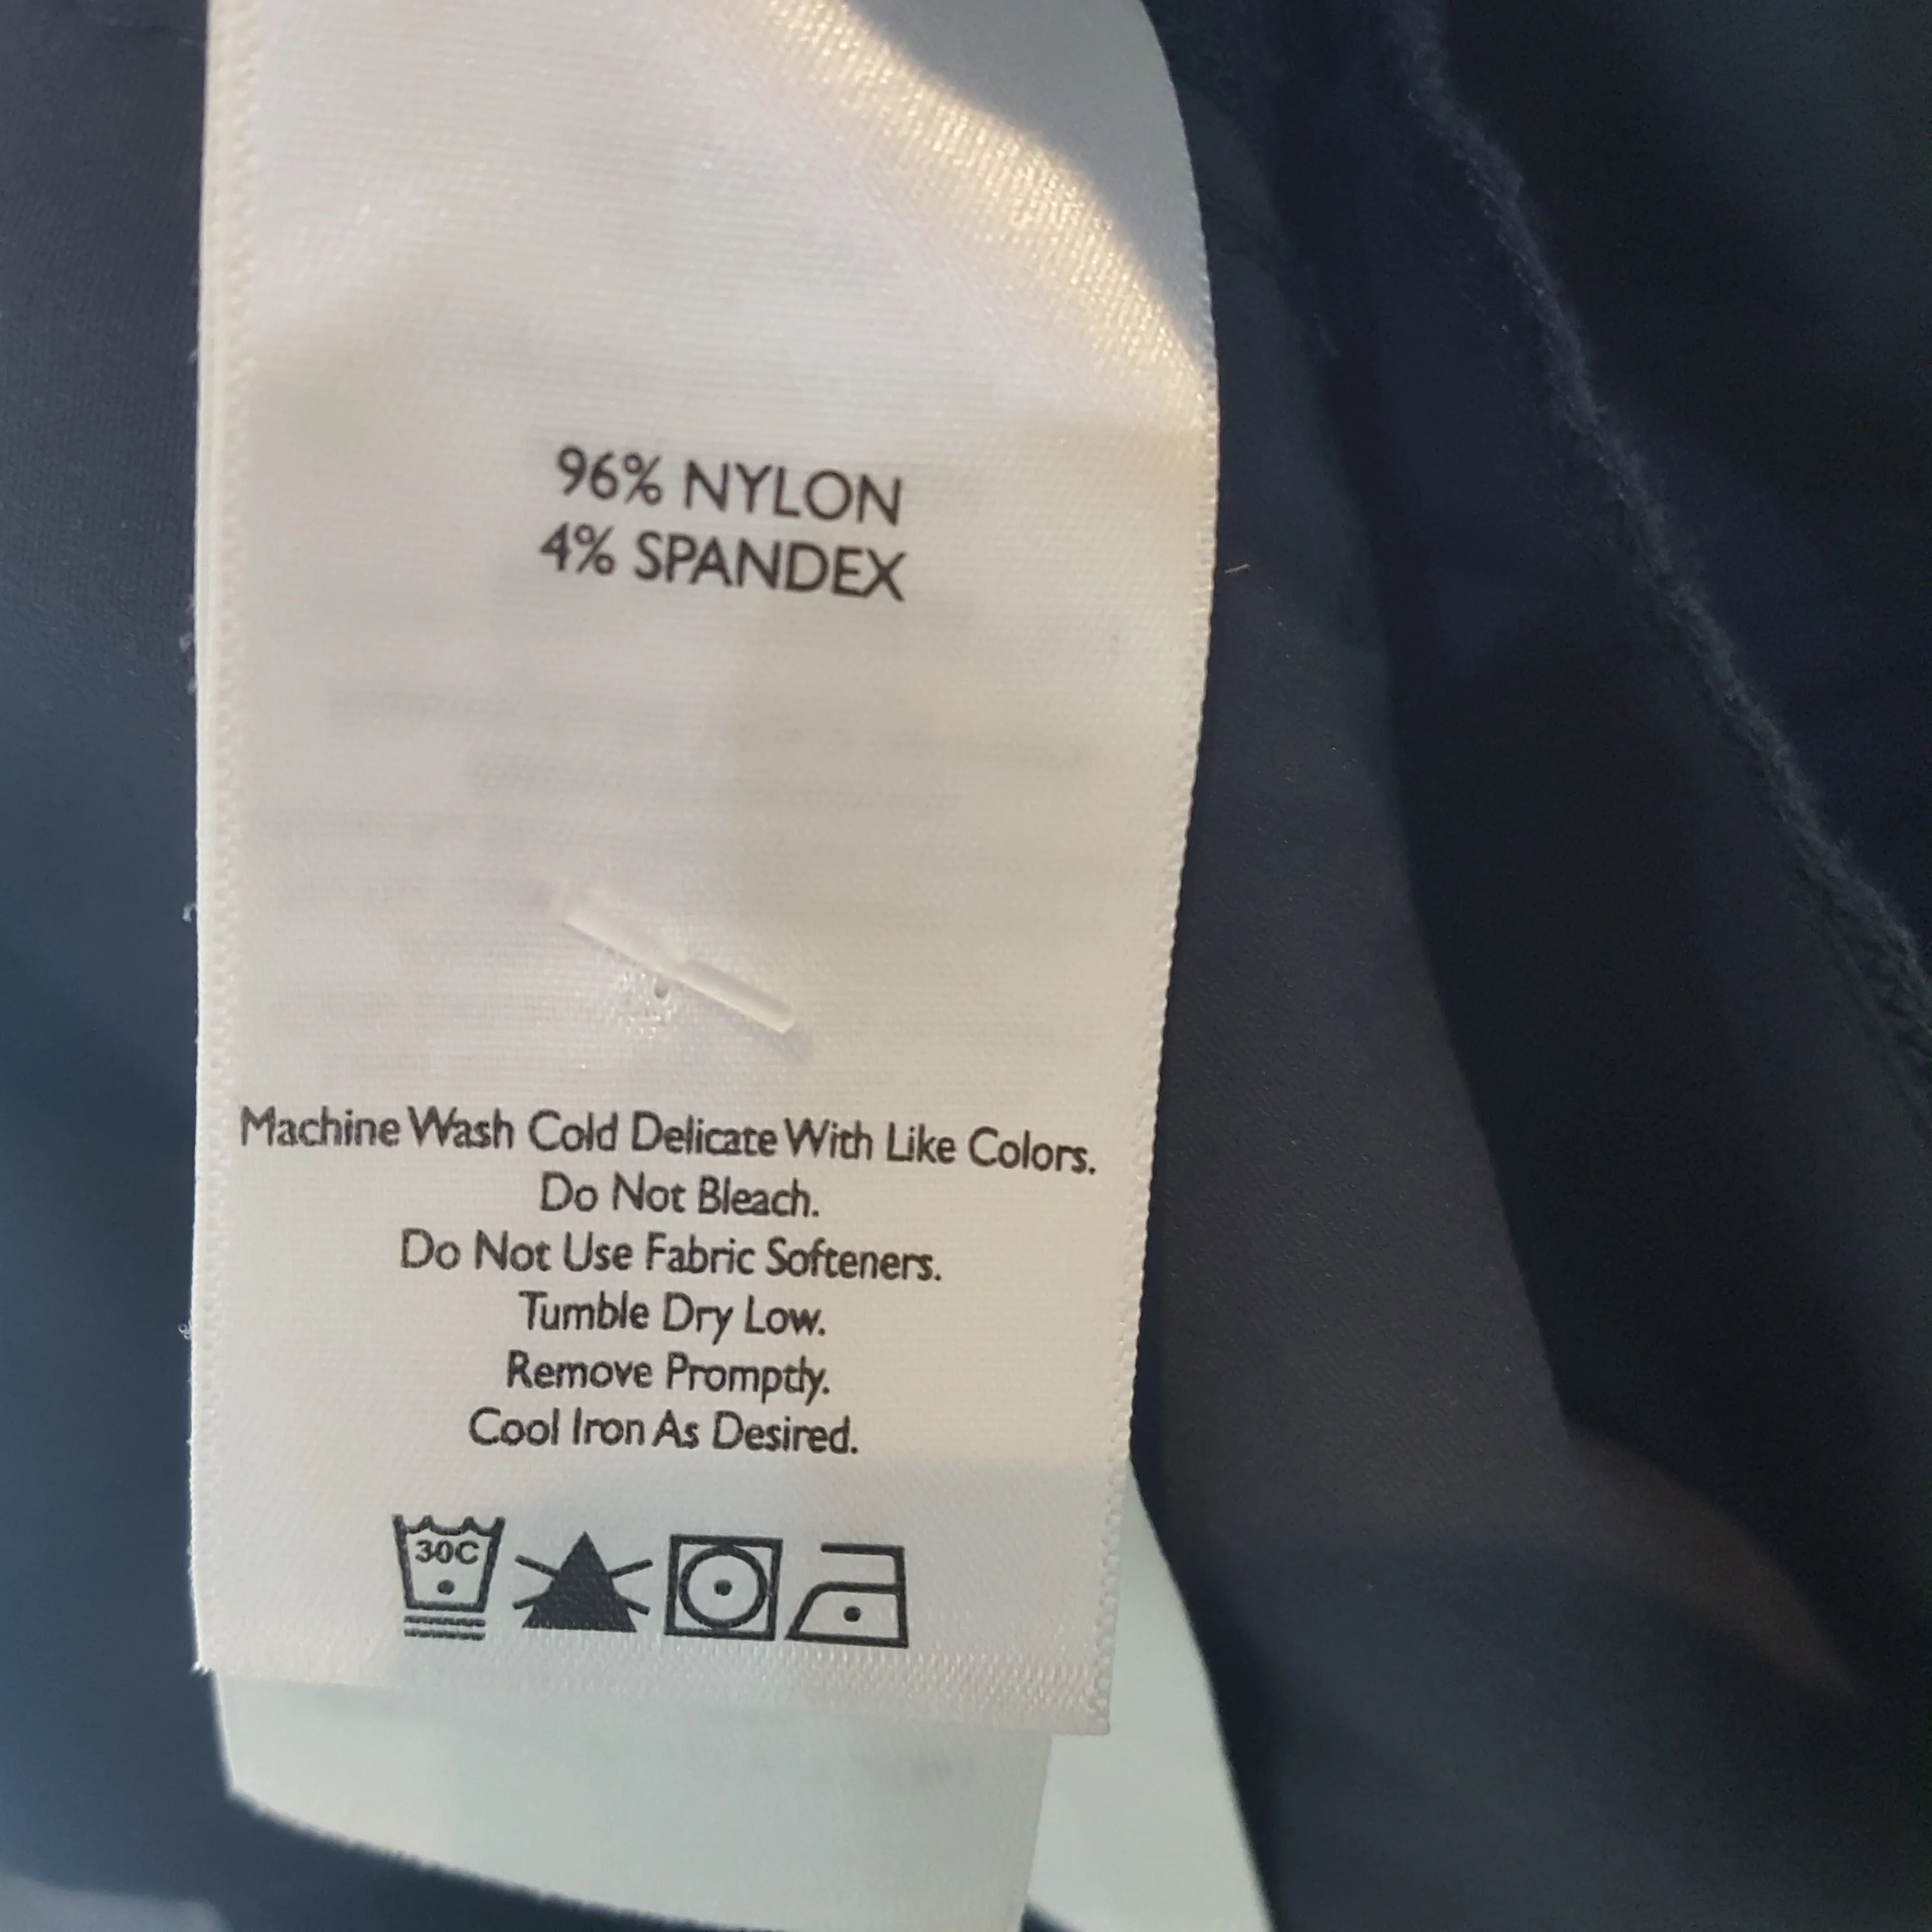 96% NYLON
4% SPANDEX
Machine Wash Cold Delicate With Like Colors.
Do Not Bleach.
Do Not Use Fabric Softeners.
Tumble Dry Low.
Remove Promptly.
Cool Iron As Desired.
30C